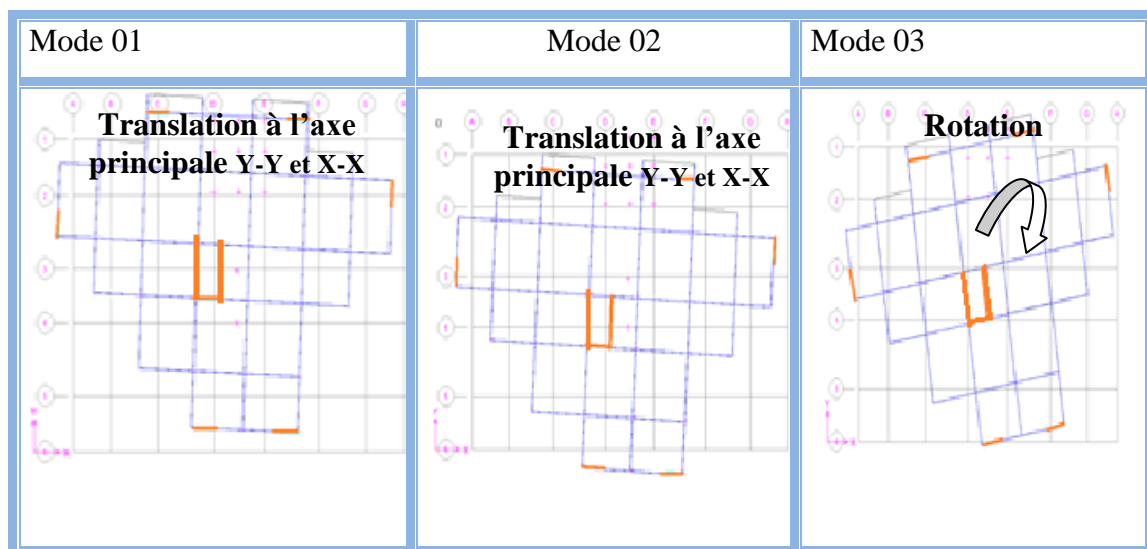 Mode 01
Mode 02
Mode 03
Translation à l’axe
principale Y-Y et X-X
Translation à l’axe
principale Y-Y et X-X
Rotation